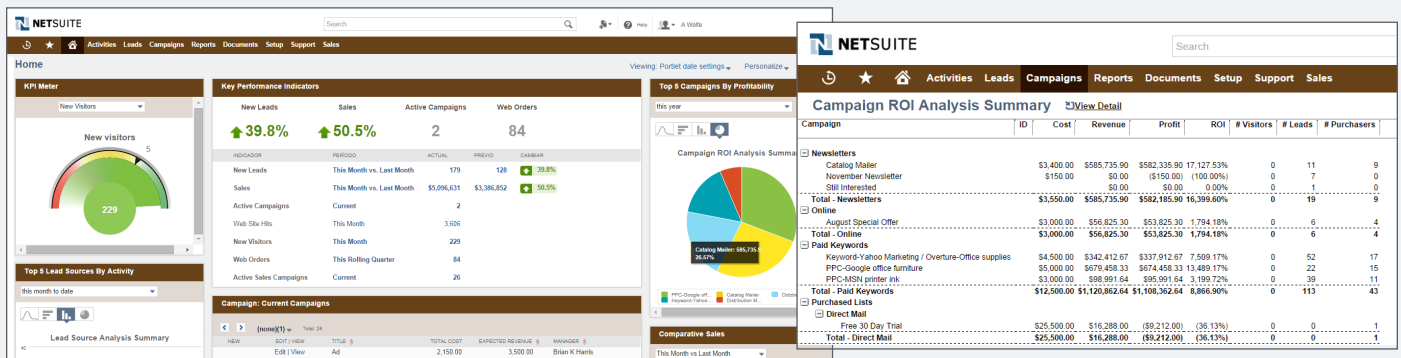 NETSUITE
Search
Help
A Wolfe
Activities Leads Campaigns Reports Documents Setup Support Sales
Home
Viewing: Portlet date settings
Personalize
KPI Meter
New Visitors
New visitors
5
229
Top 5 Lead Sources By Activity
this month to date
Lead Source Analysis Summary
40
Key Performance Indicators
New Leads Sales Active Campaigns Web Orders
39.8% 50.5% 2 84
INDICADOR PERÍODO ACTUAL PREVIO CAMBIAR
New Leads This Month vs. Last Month 179 128 39.8%
Sales This Month vs. Last Month $5,096,631 $3,386,852 50.5%
Active Campaigns Current 2
Web Site Hits This Month 3,606
New Visitors This Month 229
Web Orders This Rolling Quarter 84
Active Sales Campaigns Current 26
Campaign: Current Campaigns
(none)(1) Total: 24
NEW EDIT | VIEW TITLE TOTAL COST EXPECTED REVENUE MANAGER
Edit | View Ad 2,150.00 3,500.00 Brian K Harris
Top 5 Campaigns By Profitability
this year
Campaign ROI Analysis Summa
Catalog Mailer: 585,735.9
26.57%
PPC-Google off... Catalog Mailer Octobe
Keyword-Yahoo... Distribution M...
Comparative Sales
This Month vs Last Month
NETSUITE
Search
Activities Leads Campaigns Reports Documents Setup Support Sales
Campaign ROI Analysis Summary View Detail
Campaign ID Cost Revenue Profit ROI # Visitors # Leads # Purchasers
Newsletters
Catalog Mailer $3,400.00 $585,735.90 $582,335.90 17,127.53% 0 11 9
November Newsletter $150.00 $0.00 ($150.00) (100.00%) 0 7 0
Still Interested $0.00 $0.00 0.00% 0 1 0
Total - Newsletters $3,550.00 $585,735.90 $582,185.90 16,399.60% 0 19 9
Online
August Special Offer $3,000.00 $56,825.30 $53,825.30 1,794.18% 0 6 4
Total - Online $3,000.00 $56,825.30 $53,825.30 1,794.18% 0 6 4
Paid Keywords
Keyword-Yahoo Marketing / Overture-Office supplies $4,500.00 $342,412.67 $337,912.67 7,509.17% 0 52 17
PPC-Google office furniture $5,000.00 $679,458.33 $674,458.33 13,489.17% 0 22 15
PPC-MSN printer ink $3,000.00 $98,991.64 $95,991.64 3,199.72% 0 39 11
Total - Paid Keywords $12,500.00 $1,120,862.64 $1,108,362.64 8,866.90% 0 113 43
Purchased Lists
Direct Mail
Free 30 Day Trial $25,500.00 $16,288.00 ($9,212.00) (36.13%) 0 0 1
Total - Direct Mail $25,500.00 $16,288.00 ($9,212.00) (36.13%) 0 0 1